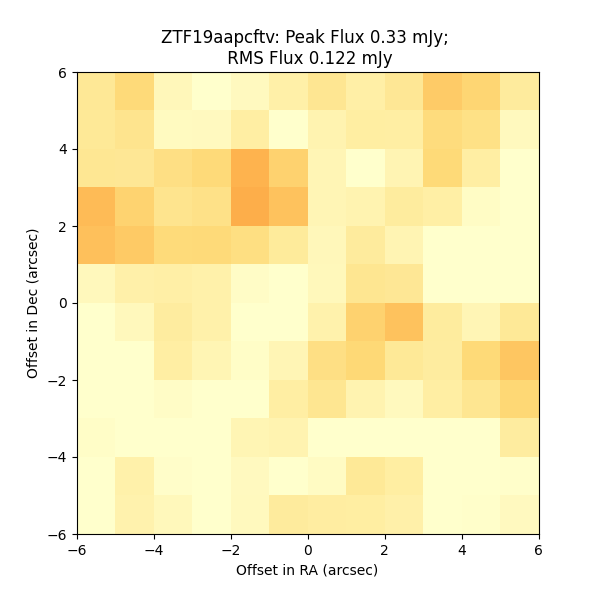 ZTF19aapcftv: Peak Flux 0.33 mJy;
RMS Flux 0.122 mJy
6
4
2
0
−2
−4
−6
Offset in Dec (arcsec)
−6 −4 −2 0 2 4 6
Offset in RA (arcsec)